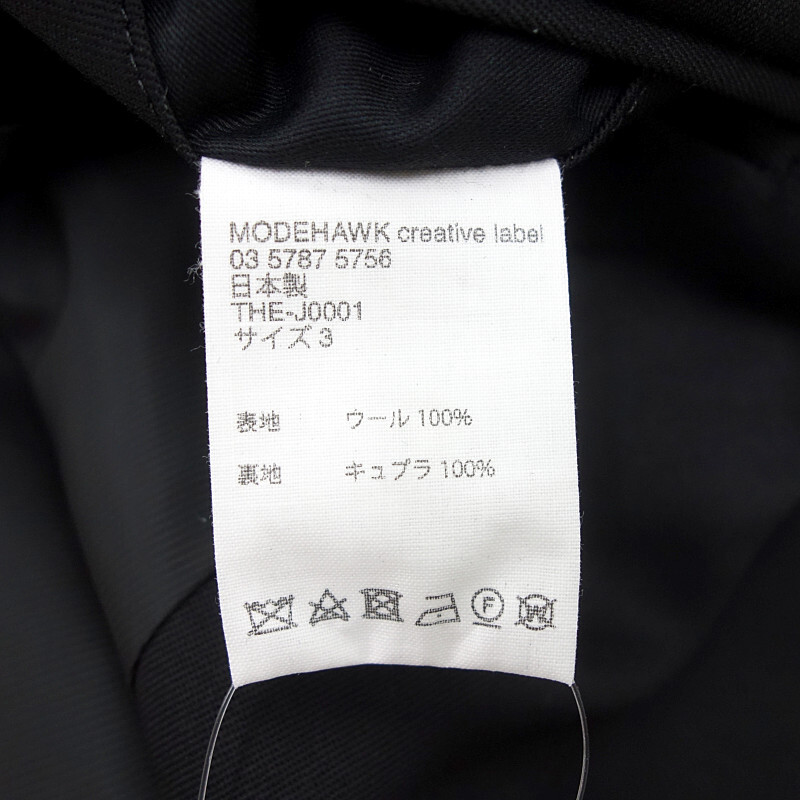 MODEHAWK creative label
03 5787 5756
日本製
THE-J0001
サイズ 3
表地 ウール 100%
裏地 キュプラ 100%
F W